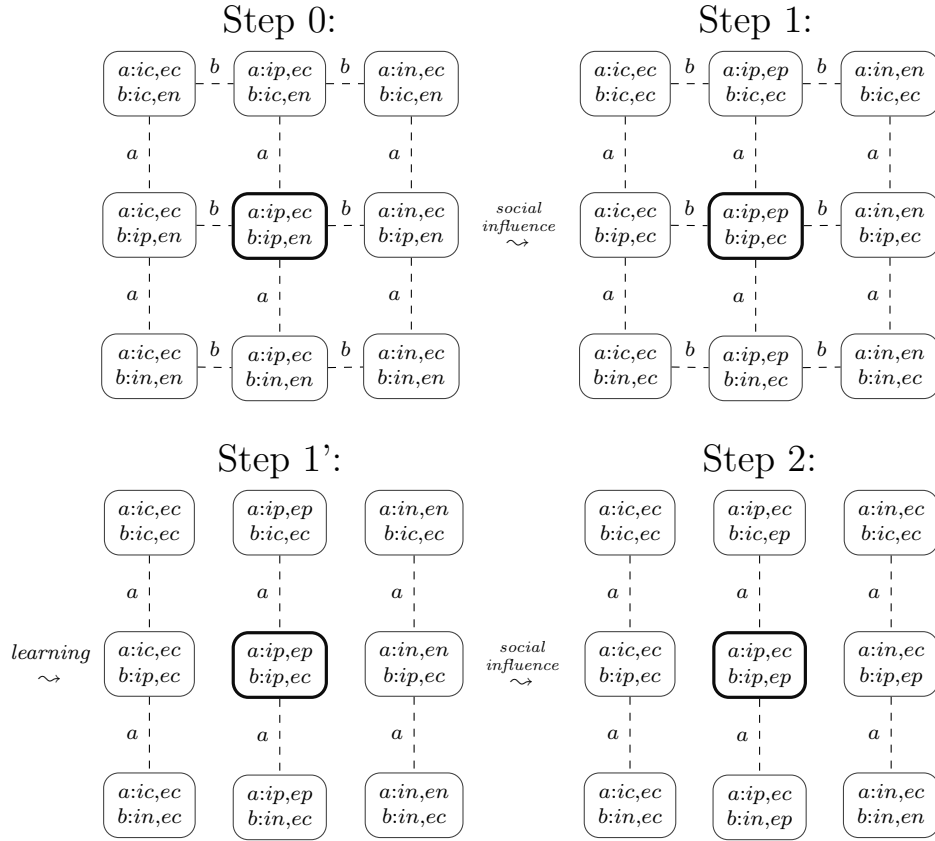 Step 0:
a:ic,ec
b:ic,en
b
a:ip,ec
b:ic,en
b
a:in,ec
b:ic,en
a
a
a
a:ic,ec
b:ip,en
b
a:ip,ec
b:ip,en
b
a:in,ec
b:ip,en
a
a
a
a:ic,ec
b:in,en
b
a:ip,ec
b:in,en
b
a:in,ec
b:in,en
social
influence
⇝
Step 1:
a:ic,ec
b:ic,ec
b
a:ip,ep
b:ic,ec
b
a:in,en
b:ic,ec
a
a
a
a:ic,ec
b:ip,ec
b
a:ip,ep
b:ip,ec
b
a:in,en
b:ip,ec
a
a
a
a:ic,ec
b:in,ec
b
a:ip,ep
b:in,ec
b
a:in,en
b:in,ec
learning
⇝
Step 1':
a:ic,ec
b:ic,ec
a:ip,ep
b:ic,ec
a:in,en
b:ic,ec
a
a
a
a:ic,ec
b:ip,ec
a:ip,ep
b:ip,ec
a:in,en
b:ip,ec
a
a
a
a:ic,ec
b:in,ec
a:ip,ep
b:in,ec
a:in,en
b:in,ec
social
influence
⇝
Step 2:
a:ic,ec
b:ic,ec
a:ip,ec
b:ic,ep
a:in,ec
b:ic,ec
a
a
a
a:ic,ec
b:ip,ec
a:ip,ec
b:ip,ep
a:in,ec
b:ip,ep
a
a
a
a:ic,ec
b:in,ec
a:ip,ec
b:in,ep
a:in,ec
b:in,en